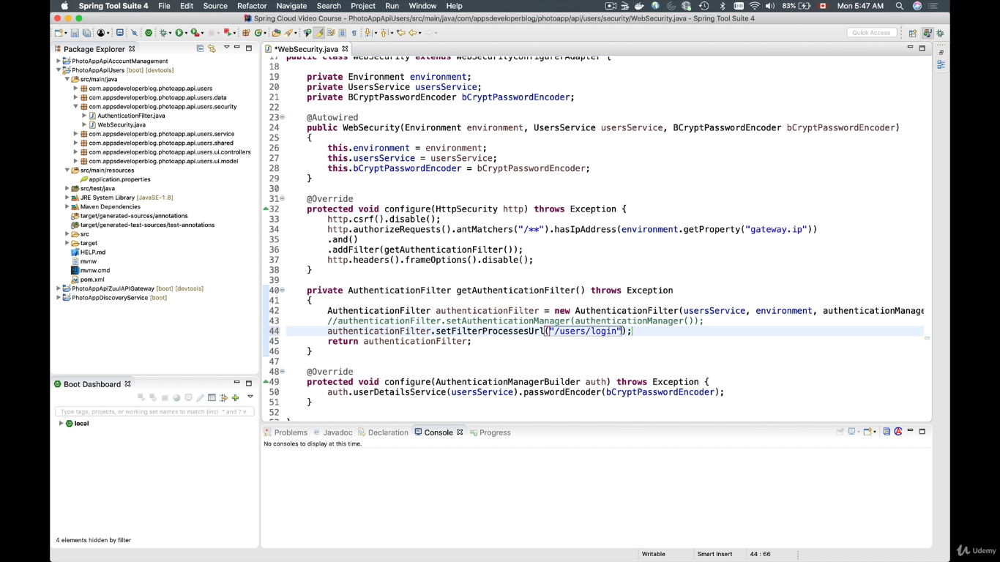 Spring Tool Suite 4 File Edit Source Refactor Navigate Search Project Run Window Help 83% Mon 5:47 AM
Spring Cloud Video Course - PhotoAppApiUsers/src/main/java/com/appsdeveloperblog/photoapp/api/users/security/WebSecurity.java - Spring Tool Suite 4
Quick Access
Package Explorer
PhotoAppApiAccountManagement
PhotoAppApiUsers [boot] [devtools]
src/main/java
com.appsdeveloperblog.photoapp.api.users
com.appsdeveloperblog.photoapp.api.users.data
com.appsdeveloperblog.photoapp.api.users.security
AuthenticationFilter.java
WebSecurity.java
com.appsdeveloperblog.photoapp.api.users.service
com.appsdeveloperblog.photoapp.api.users.shared
com.appsdeveloperblog.photoapp.api.users.ui.controllers
com.appsdeveloperblog.photoapp.api.users.ui.model
src/main/resources
application.properties
src/test/java
JRE System Library [JavaSE-1.8]
Maven Dependencies
target/generated-sources/annotations
target/generated-test-sources/test-annotations
src
target
HELP.md
mvnw
mvnw.cmd
pom.xml
PhotoAppApiZuulAPIGateway [boot] [devtools]
PhotoAppDiscoveryService [boot]
Boot Dashboard
Type tags, projects, or working set names to match (incl. * and ? w
local
4 elements hidden by filter
*WebSecurity.java
17 public class WebSecurity extends WebSecurityConfigurerAdapter {
18
19 private Environment environment;
20 private UsersService usersService;
21 private BCryptPasswordEncoder bCryptPasswordEncoder;
22
23 @Autowired
24 public WebSecurity(Environment environment, UsersService usersService, BCryptPasswordEncoder bCryptPasswordEncoder)
25 {
26 this.environment = environment;
27 this.usersService = usersService;
28 this.bCryptPasswordEncoder = bCryptPasswordEncoder;
29 }
30
31 @Override
32 protected void configure(HttpSecurity http) throws Exception {
33 http.csrf().disable();
34 http.authorizeRequests().antMatchers("/**").hasIpAddress(environment.getProperty("gateway.ip"))
35 .and()
36 .addFilter(getAuthenticationFilter());
37 http.headers().frameOptions().disable();
38 }
39
40 private AuthenticationFilter getAuthenticationFilter() throws Exception
41 {
42 AuthenticationFilter authenticationFilter = new AuthenticationFilter(usersService, environment, authenticationManage
43 //authenticationFilter.setAuthenticationManager(authenticationManager());
44 authenticationFilter.setFilterProcessesUrl("/users/login");
45 return authenticationFilter;
46 }
47
48 @Override
49 protected void configure(AuthenticationManagerBuilder auth) throws Exception {
50 auth.userDetailsService(usersService).passwordEncoder(bCryptPasswordEncoder);
51 }
52
Problems Javadoc Declaration Console Progress
No consoles to display at this time.
Writable Smart Insert 44 : 66
Udemy